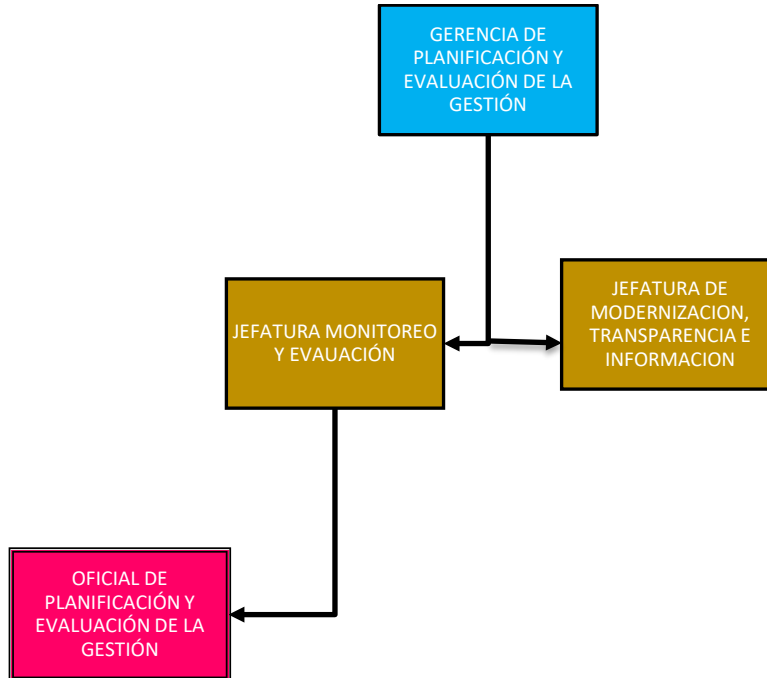 GERENCIA DE
PLANIFICACIÓN Y
EVALUACIÓN DE LA
GESTIÓN
JEFATURA MONITOREO
Y EVAUACIÓN
JEFATURA DE
MODERNIZACION,
TRANSPARENCIA E
INFORMACION
OFICIAL DE
PLANIFICACIÓN Y
EVALUACIÓN DE LA
GESTIÓN